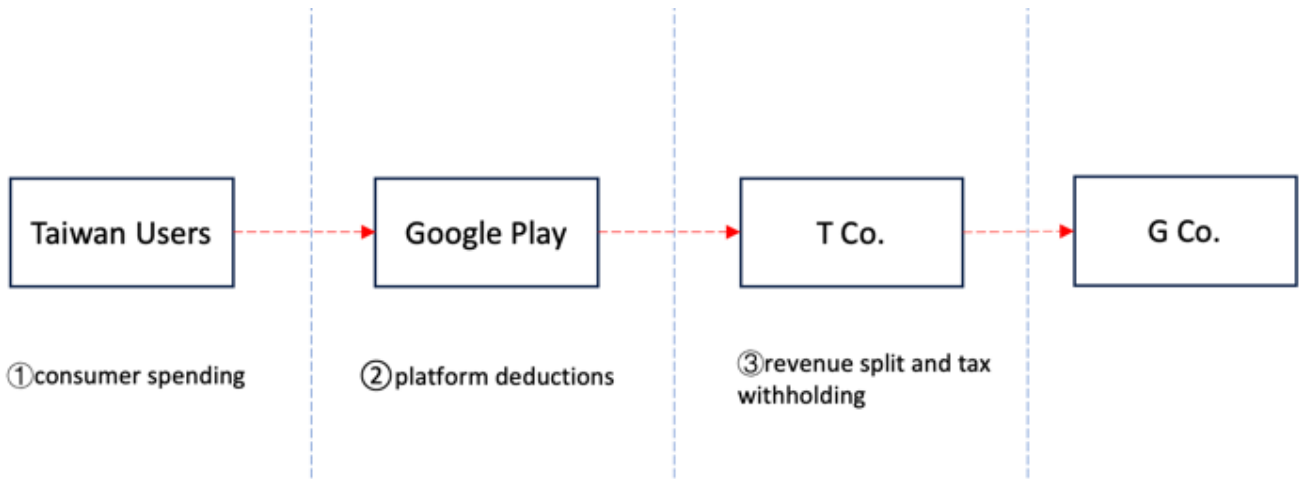 Taiwan Users
Google Play
T Co.
G Co.
①consumer spending
②platform deductions
③revenue split and tax
withholding